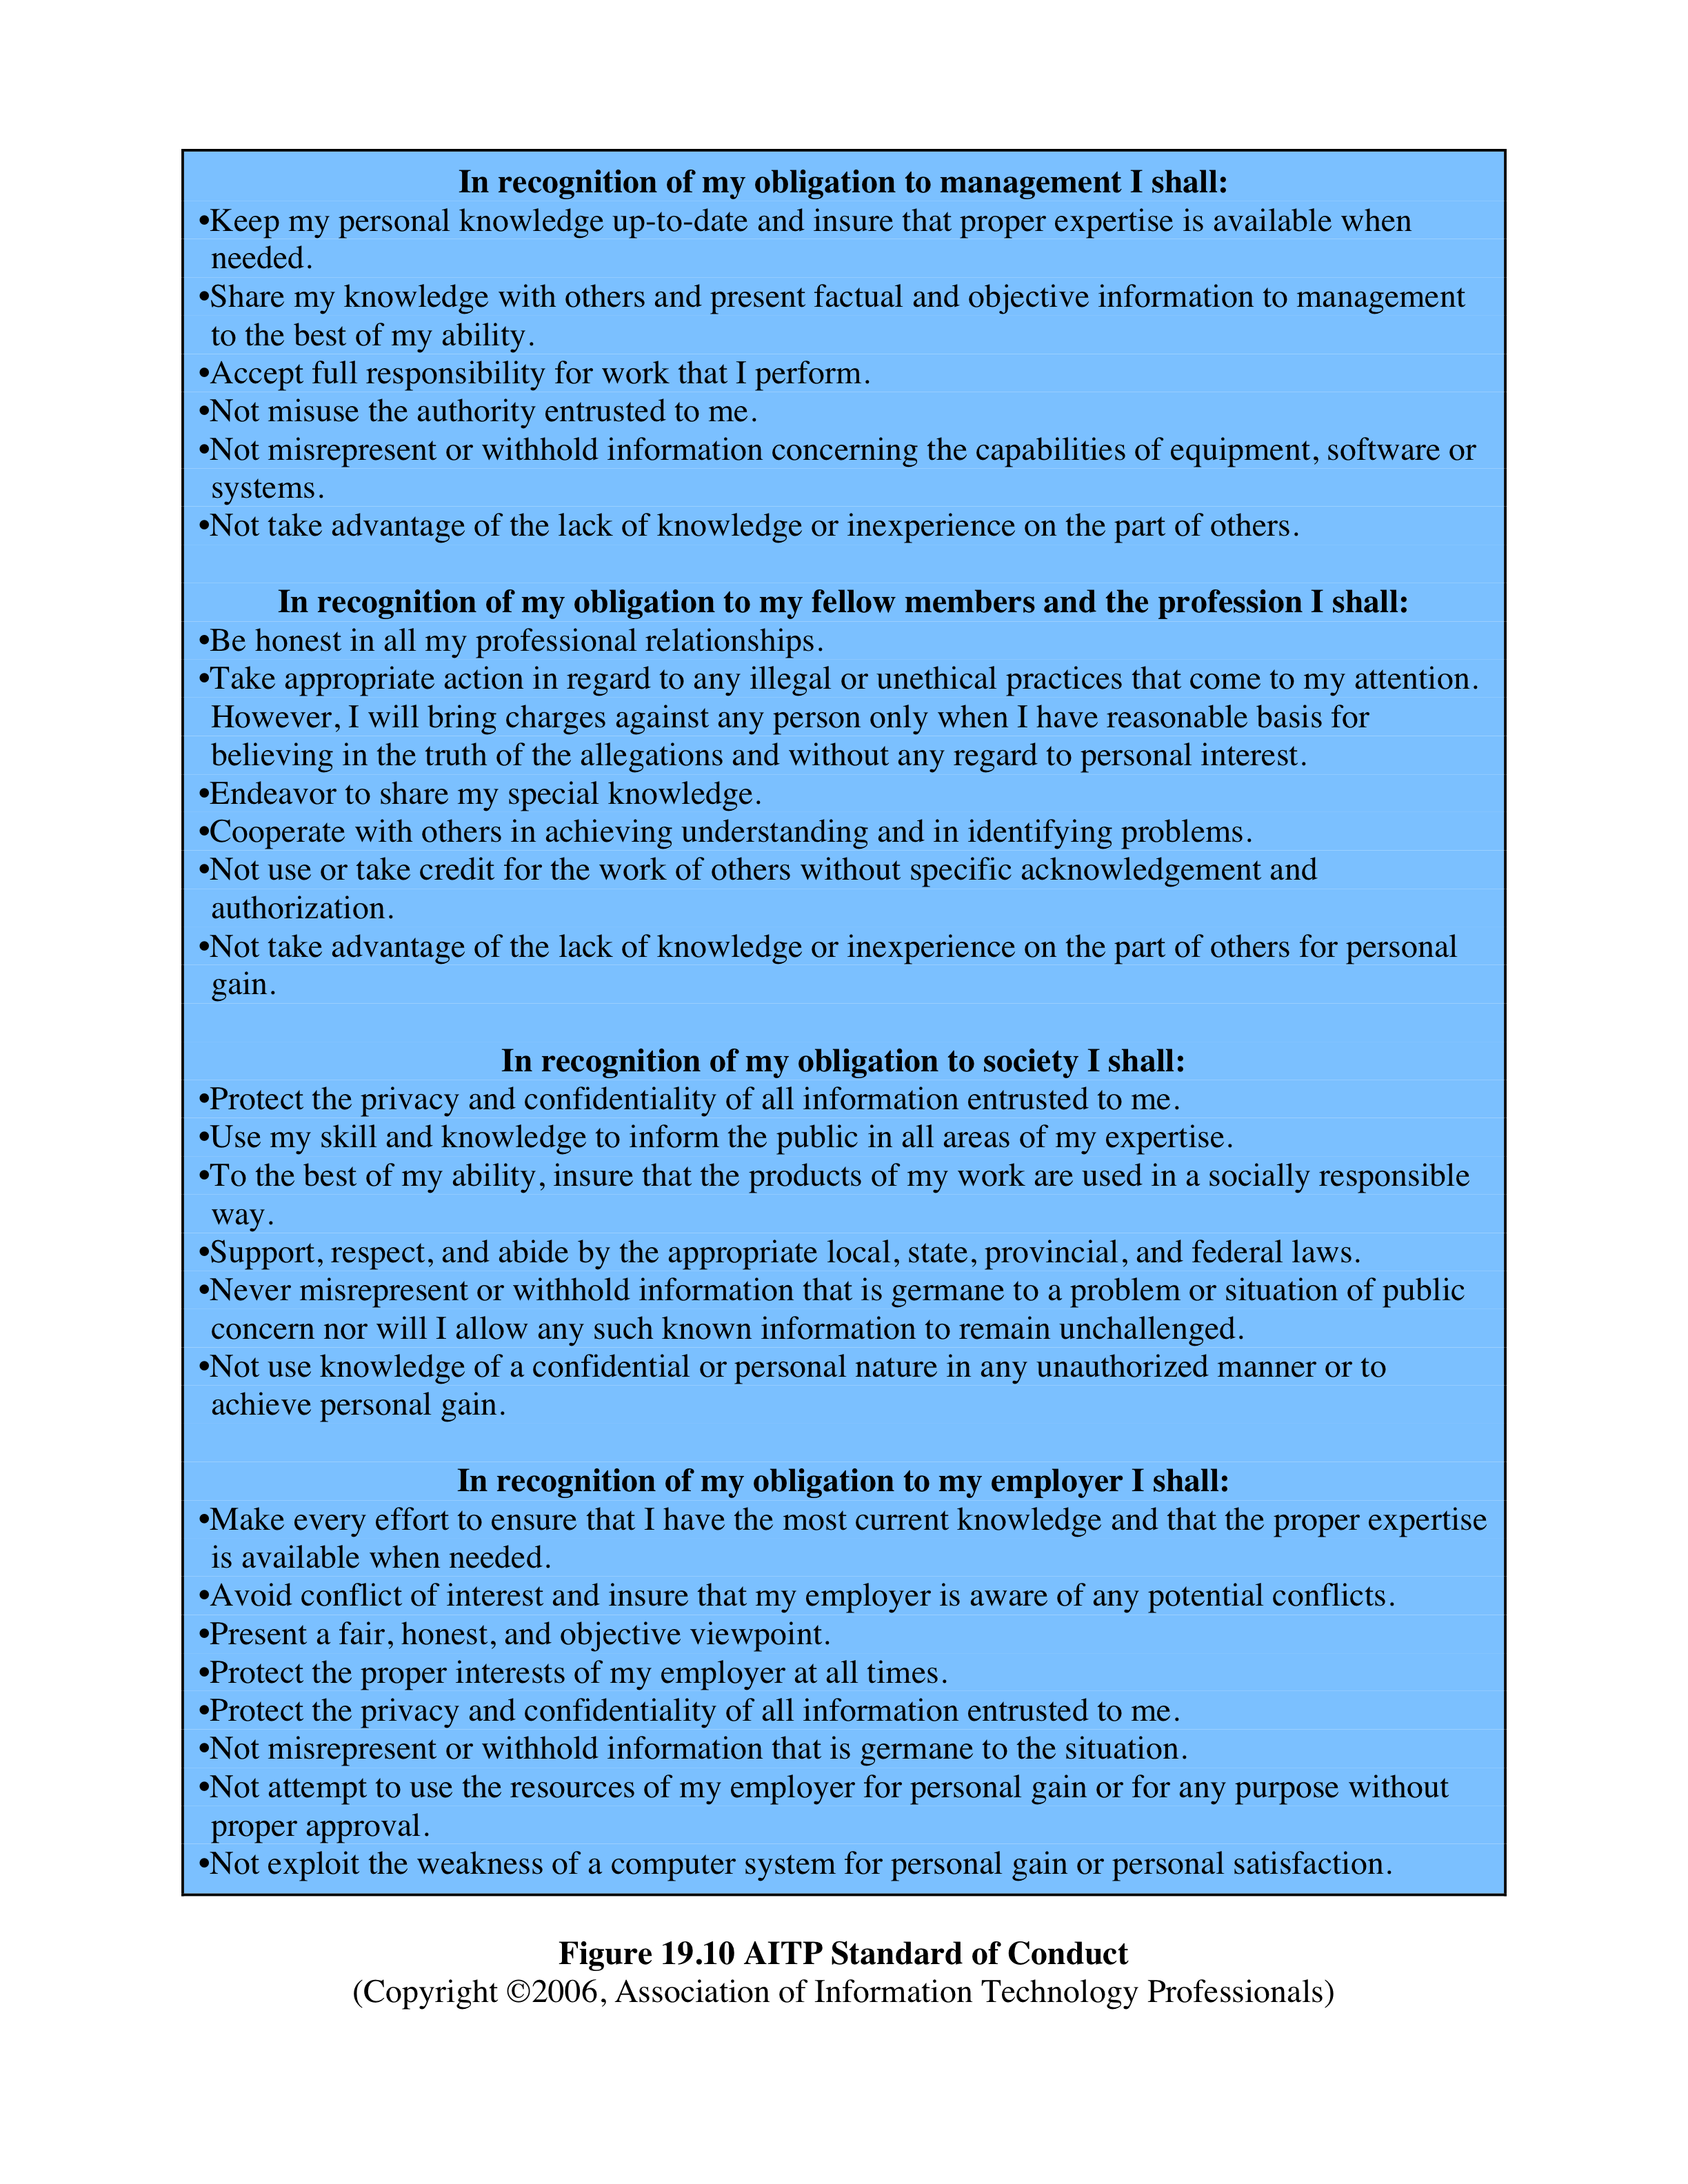 In recognition of my obligation to management I shall:
•Keep my personal knowledge up-to-date and insure that proper expertise is available when
needed.
•Share my knowledge with others and present factual and objective information to management
to the best of my ability.
•Accept full responsibility for work that I perform.
•Not misuse the authority entrusted to me.
•Not misrepresent or withhold information concerning the capabilities of equipment, software or
systems.
•Not take advantage of the lack of knowledge or inexperience on the part of others.
In recognition of my obligation to my fellow members and the profession I shall:
•Be honest in all my professional relationships.
•Take appropriate action in regard to any illegal or unethical practices that come to my attention.
However, I will bring charges against any person only when I have reasonable basis for
believing in the truth of the allegations and without any regard to personal interest.
•Endeavor to share my special knowledge.
•Cooperate with others in achieving understanding and in identifying problems.
•Not use or take credit for the work of others without specific acknowledgement and
authorization.
•Not take advantage of the lack of knowledge or inexperience on the part of others for personal
gain.
In recognition of my obligation to society I shall:
•Protect the privacy and confidentiality of all information entrusted to me.
•Use my skill and knowledge to inform the public in all areas of my expertise.
•To the best of my ability, insure that the products of my work are used in a socially responsible
way.
•Support, respect, and abide by the appropriate local, state, provincial, and federal laws.
•Never misrepresent or withhold information that is germane to a problem or situation of public
concern nor will I allow any such known information to remain unchallenged.
•Not use knowledge of a confidential or personal nature in any unauthorized manner or to
achieve personal gain.
In recognition of my obligation to my employer I shall:
•Make every effort to ensure that I have the most current knowledge and that the proper expertise
is available when needed.
•Avoid conflict of interest and insure that my employer is aware of any potential conflicts.
•Present a fair, honest, and objective viewpoint.
•Protect the proper interests of my employer at all times.
•Protect the privacy and confidentiality of all information entrusted to me.
•Not misrepresent or withhold information that is germane to the situation.
•Not attempt to use the resources of my employer for personal gain or for any purpose without
proper approval.
•Not exploit the weakness of a computer system for personal gain or personal satisfaction.
Figure 19.10 AITP Standard of Conduct
(Copyright ©2006, Association of Information Technology Professionals)